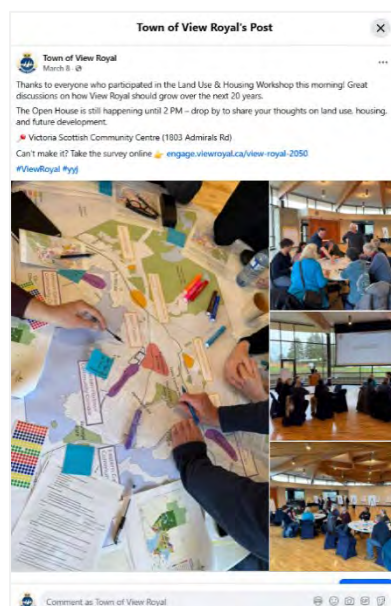 Town of View Royal's Post
Town of View Royal
March 8
Thanks to everyone who participated in the Land Use & Housing Workshop this morning! Great
discussions on how View Royal should grow over the next 20 years.
The Open House is still happening until 2 PM – drop by to share your thoughts on land use, housing,
and future development.
Victoria Scottish Community Centre (1803 Admirals Rd)
Can't make it? Take the survey online 👉 engage.viewroyal.ca/view-royal-2050
#ViewRoyal #yyj
Comment as Town of View Royal